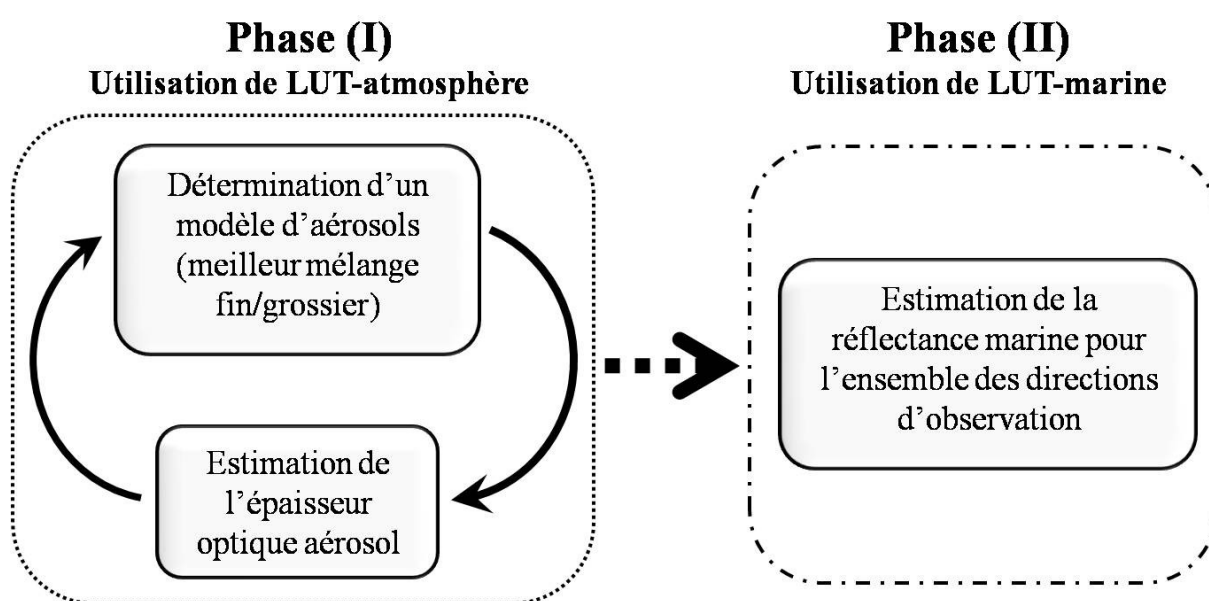 Phase (I)
Utilisation de LUT-atmosphère
Détermination d’un
modèle d’aérosols
(meilleur mélange
fin/grossier)
Estimation de
l’épaisseur
optique aérosol
Phase (II)
Utilisation de LUT-marine
Estimation de la
réflectance marine pour
l’ensemble des directions
d’observation